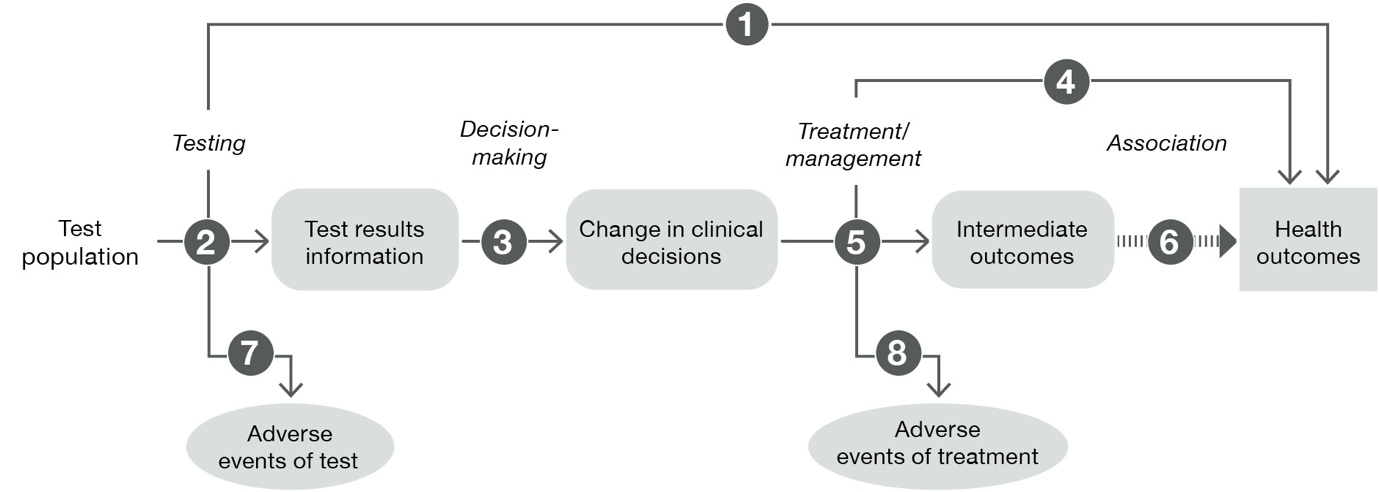 1
4
Testing
Decision-
making
Treatment/
management
Association
Test
population
2
Test results
information
3
Change in clinical
decisions
5
Intermediate
outcomes
6
Health
outcomes
7
8
Adverse
events of test
Adverse
events of treatment